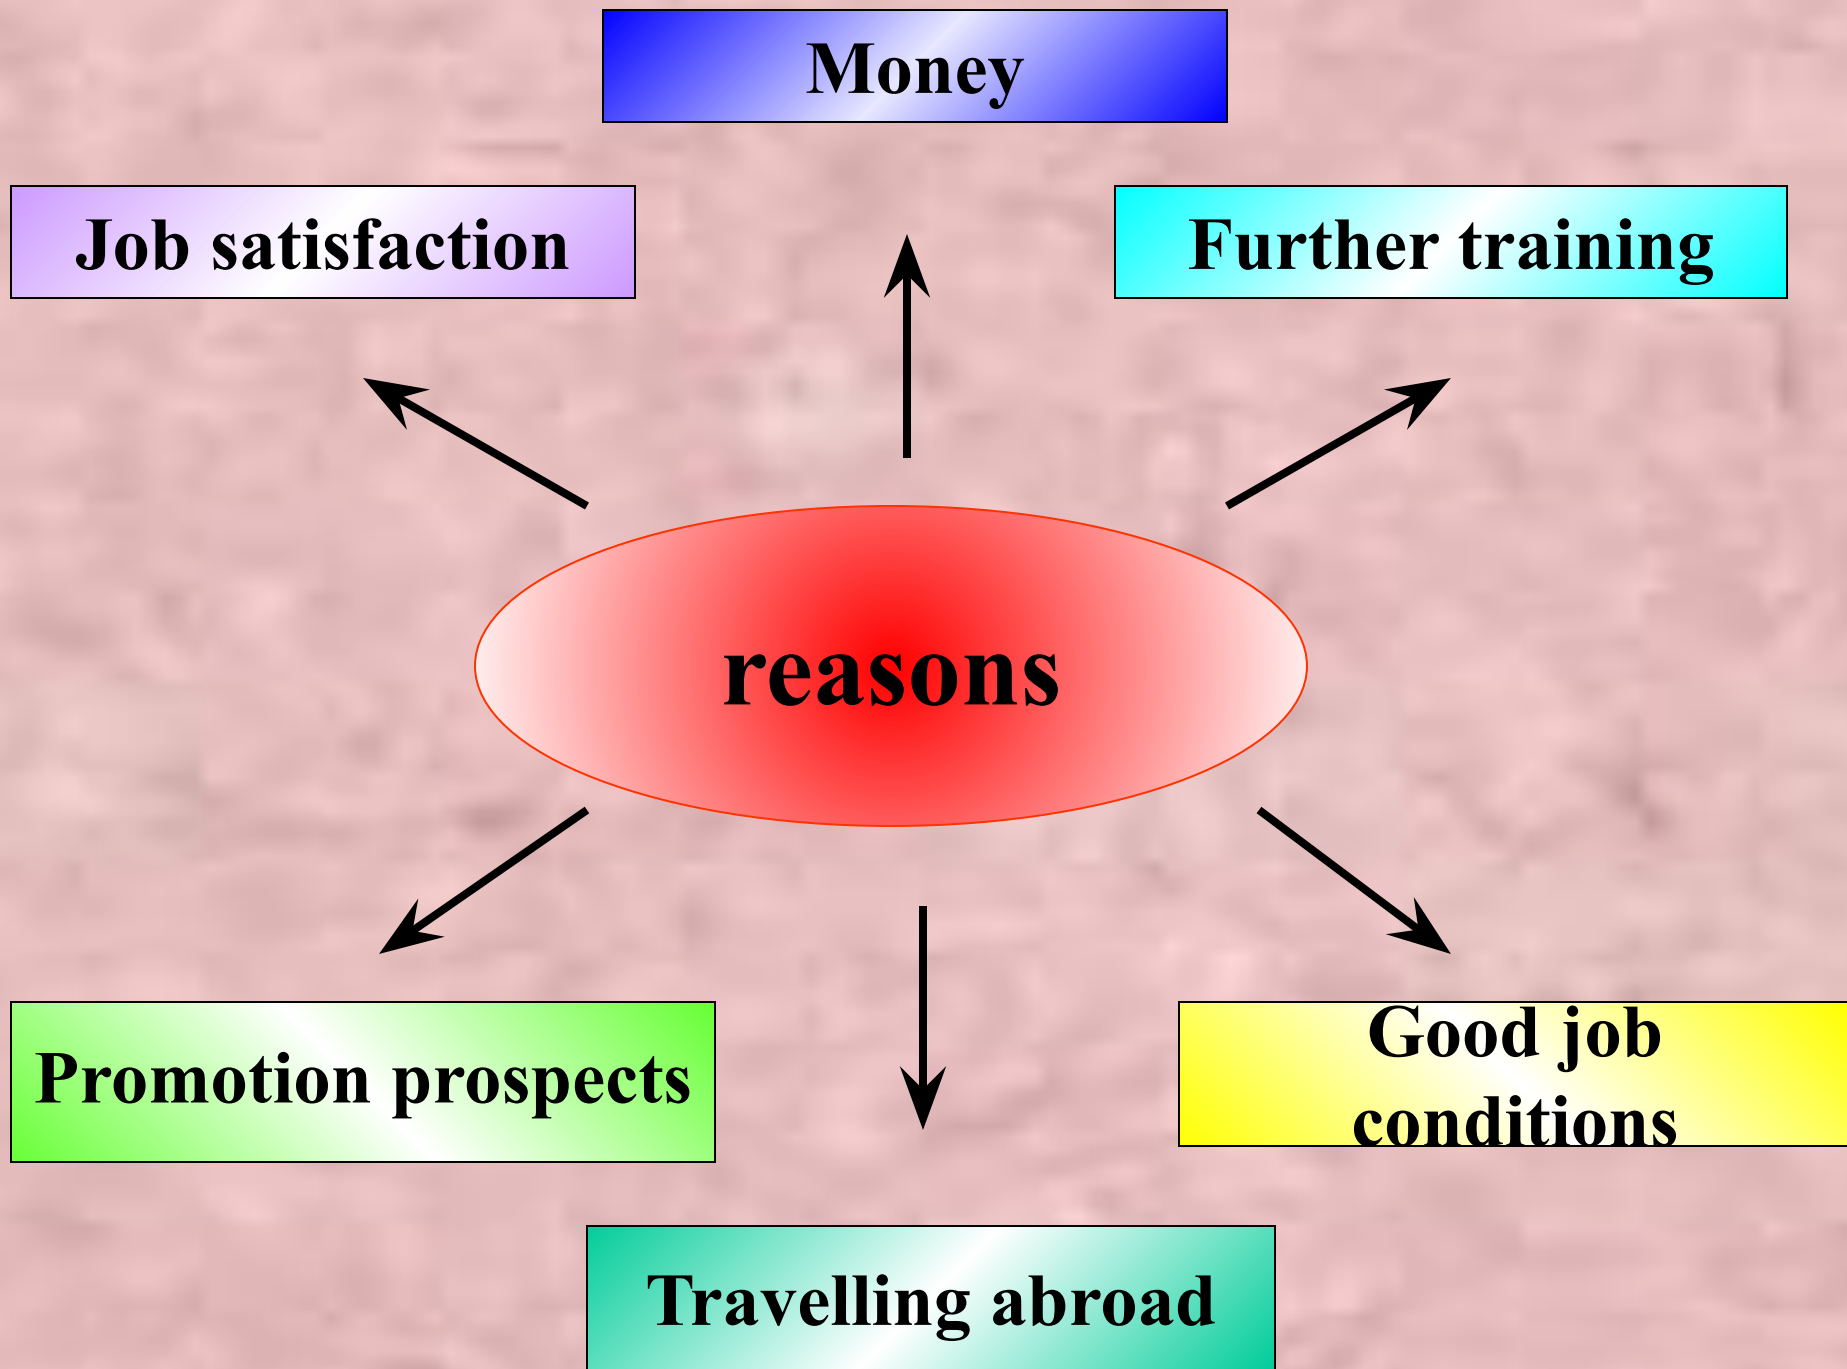 Money
Job satisfaction
Further training
reasons
Promotion prospects
Good job
conditions
Travelling abroad